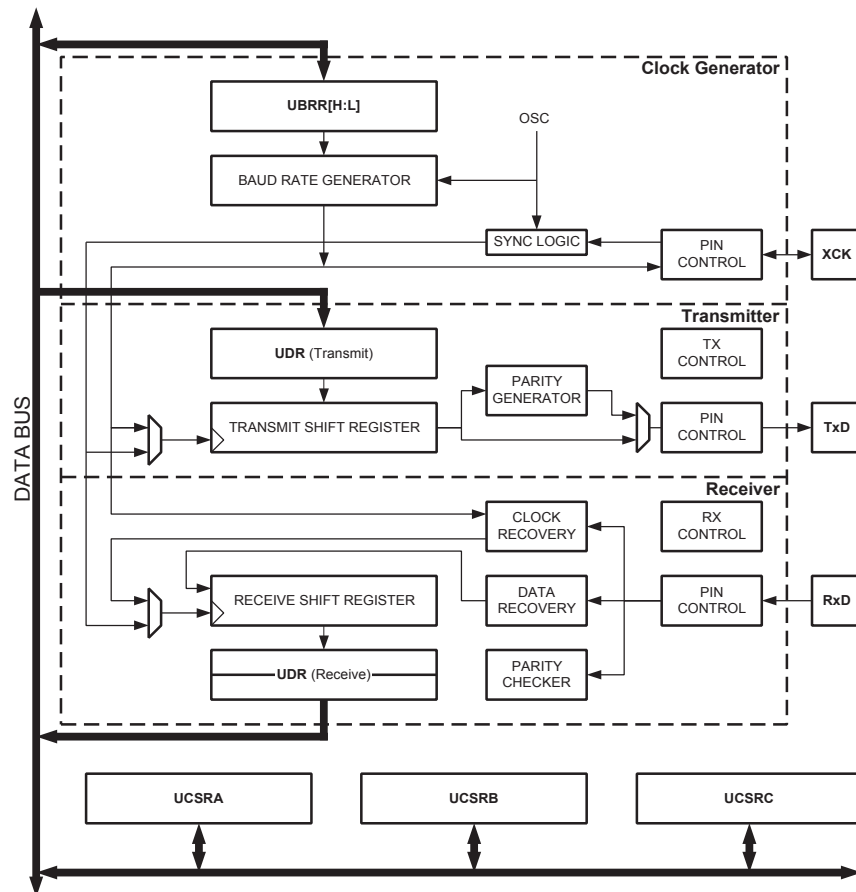 Clock Generator
UBRR[H:L]
OSC
BAUD RATE GENERATOR
SYNC LOGIC
PIN
CONTROL
XCK
Transmitter
UDR (Transmit)
TX
CONTROL
PARITY
GENERATOR
TRANSMIT SHIFT REGISTER
PIN
CONTROL
TxD
DATA BUS
Receiver
CLOCK
RECOVERY
RX
CONTROL
RECEIVE SHIFT REGISTER
DATA
RECOVERY
PIN
CONTROL
RxD
UDR (Receive)
PARITY
CHECKER
UCSRA
UCSRB
UCSRC